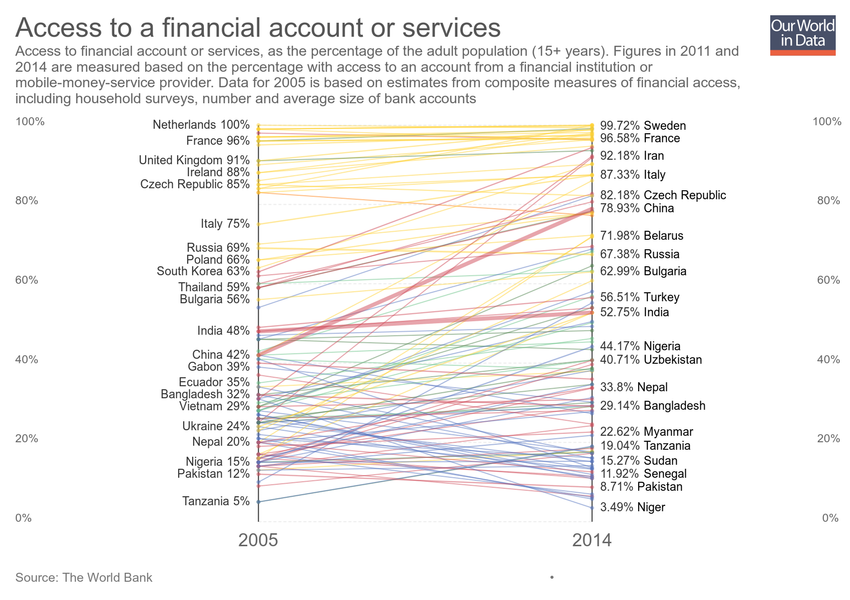 Access to a financial account or services
Our World
in Data
Access to financial account or services, as the percentage of the adult population (15+ years). Figures in 2011 and
2014 are measured based on the percentage with access to an account from a financial institution or
mobile-money-service provider. Data for 2005 is based on estimates from composite measures of financial access,
including household surveys, number and average size of bank accounts
100%
80%
60%
40%
20%
0%
Netherlands 100%
France 96%
United Kingdom 91%
Ireland 88%
Czech Republic 85%
Italy 75%
Russia 69%
Poland 66%
South Korea 63%
Thailand 59%
Bulgaria 56%
India 48%
China 42%
Gabon 39%
Ecuador 35%
Bangladesh 32%
Vietnam 29%
Ukraine 24%
Nepal 20%
Nigeria 15%
Pakistan 12%
Tanzania 5%
99.72% Sweden
96.58% France
92.18% Iran
87.33% Italy
82.18% Czech Republic
78.93% China
71.98% Belarus
67.38% Russia
62.99% Bulgaria
56.51% Turkey
52.75% India
44.17% Nigeria
40.71% Uzbekistan
33.8% Nepal
29.14% Bangladesh
22.62% Myanmar
19.04% Tanzania
15.27% Sudan
11.92% Senegal
8.71% Pakistan
3.49% Niger
100%
80%
60%
40%
20%
0%
2005
2014
Source: The World Bank